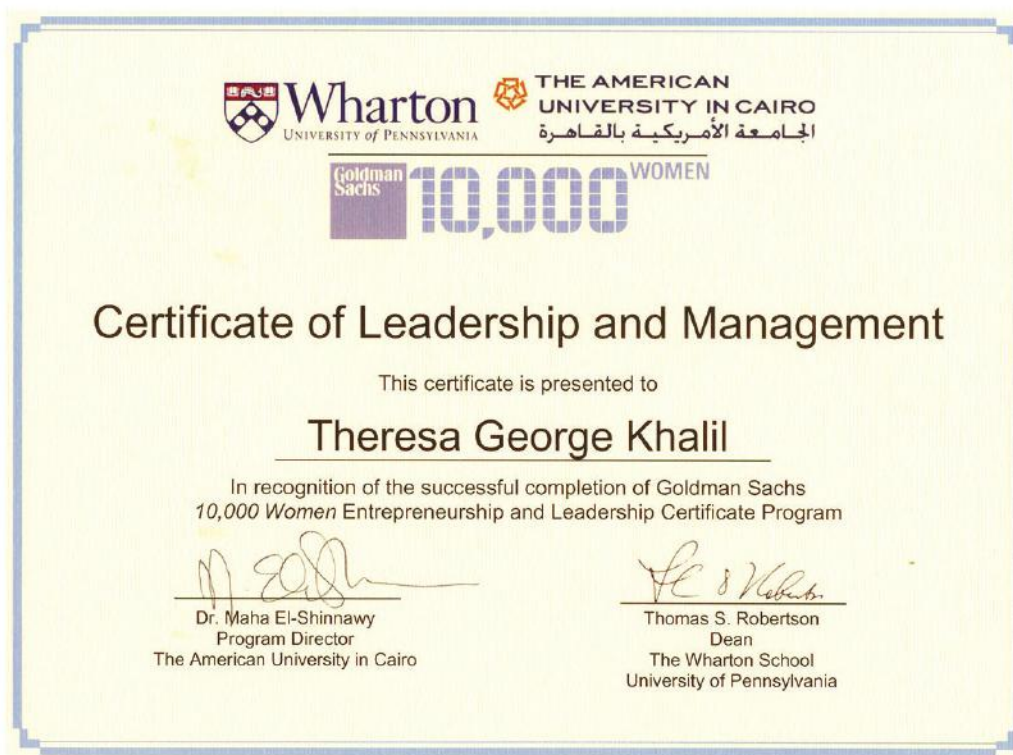 Wharton
UNIVERSITY of PENNSYLVANIA
THE AMERICAN
UNIVERSITY IN CAIRO
الجامعة الأمريكية بالقاهرة
Goldman
Sachs
10,000 WOMEN
Certificate of Leadership and Management
This certificate is presented to
Theresa George Khalil
In recognition of the successful completion of Goldman Sachs
10,000 Women Entrepreneurship and Leadership Certificate Program
Dr. Maha El-Shinnawy
Program Director
The American University in Cairo
Thomas S. Robertson
Dean
The Wharton School
University of Pennsylvania